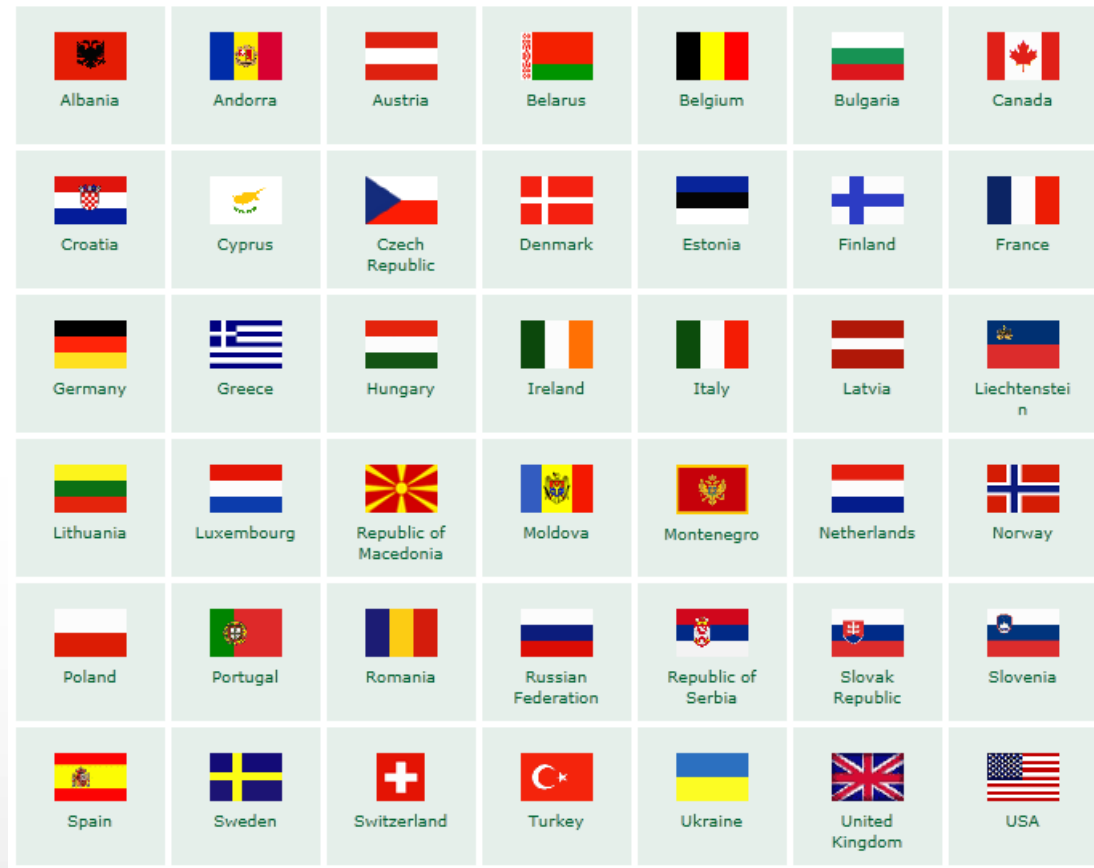 Albania
Andorra
Austria
Belarus
Belgium
Bulgaria
Canada
Croatia
Cyprus
Czech
Republic
Denmark
Estonia
Finland
France
Germany
Greece
Hungary
Ireland
Italy
Latvia
Liechtenstei
n
Lithuania
Luxembourg
Republic of
Macedonia
Moldova
Montenegro
Netherlands
Norway
Poland
Portugal
Romania
Russian
Federation
Republic of
Serbia
Slovak
Republic
Slovenia
Spain
Sweden
Switzerland
Turkey
Ukraine
United
Kingdom
USA